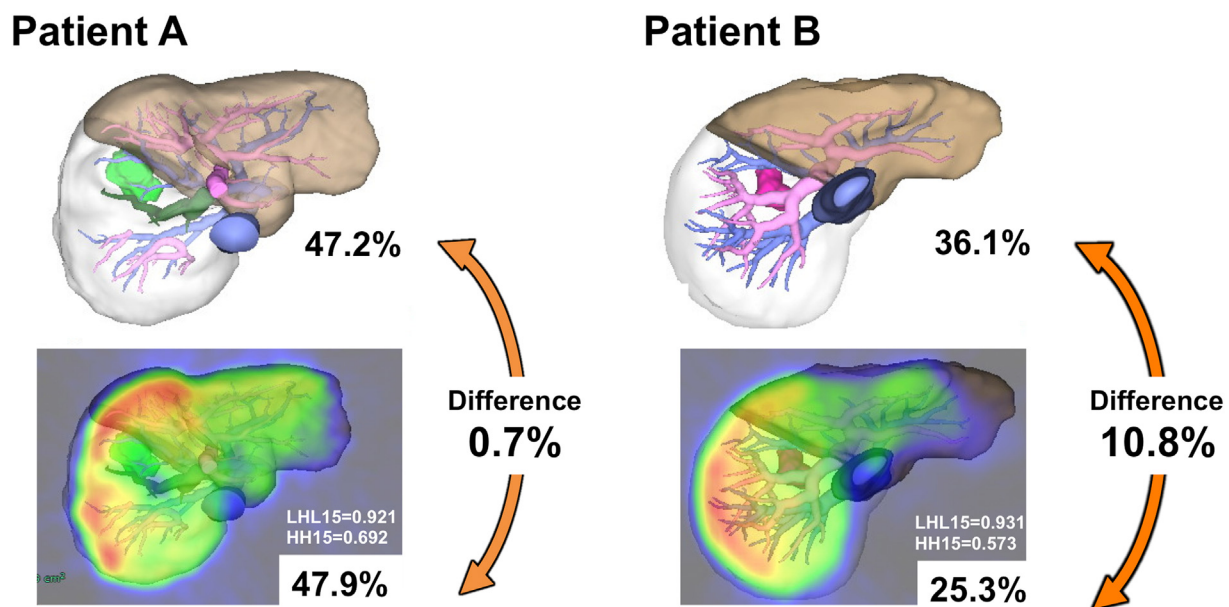 Patient A
Patient B
47.2%
36.1%
Difference
0.7%
Difference
10.8%
LHL15=0.921
HH15=0.692
cm²
47.9%
LHL15=0.931
HH15=0.573
25.3%